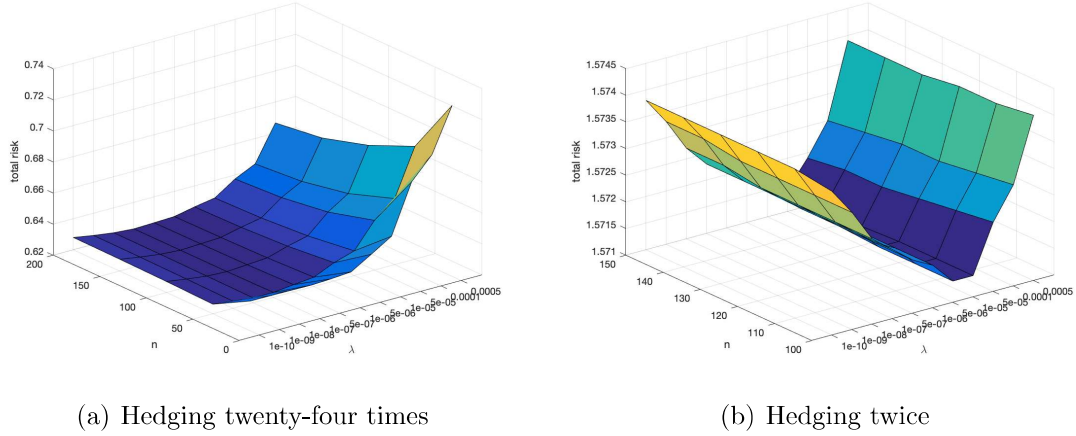 0.74
0.72
0.7
0.68
0.66
0.64
0.62
total risk
200
150
100
50
0
n
1e-10
1e-09
1e-08
1e-07
5e-07
1e-06
5e-06
1e-05
5e-05
0.0001
0.0005
λ
(a) Hedging twenty-four times
1.5745
1.574
1.5735
1.573
1.5725
1.572
1.5715
1.571
total risk
150
140
130
120
110
100
n
1e-10
1e-09
1e-08
1e-07
5e-07
1e-06
5e-06
1e-05
5e-05
0.0001
0.0005
λ
(b) Hedging twice